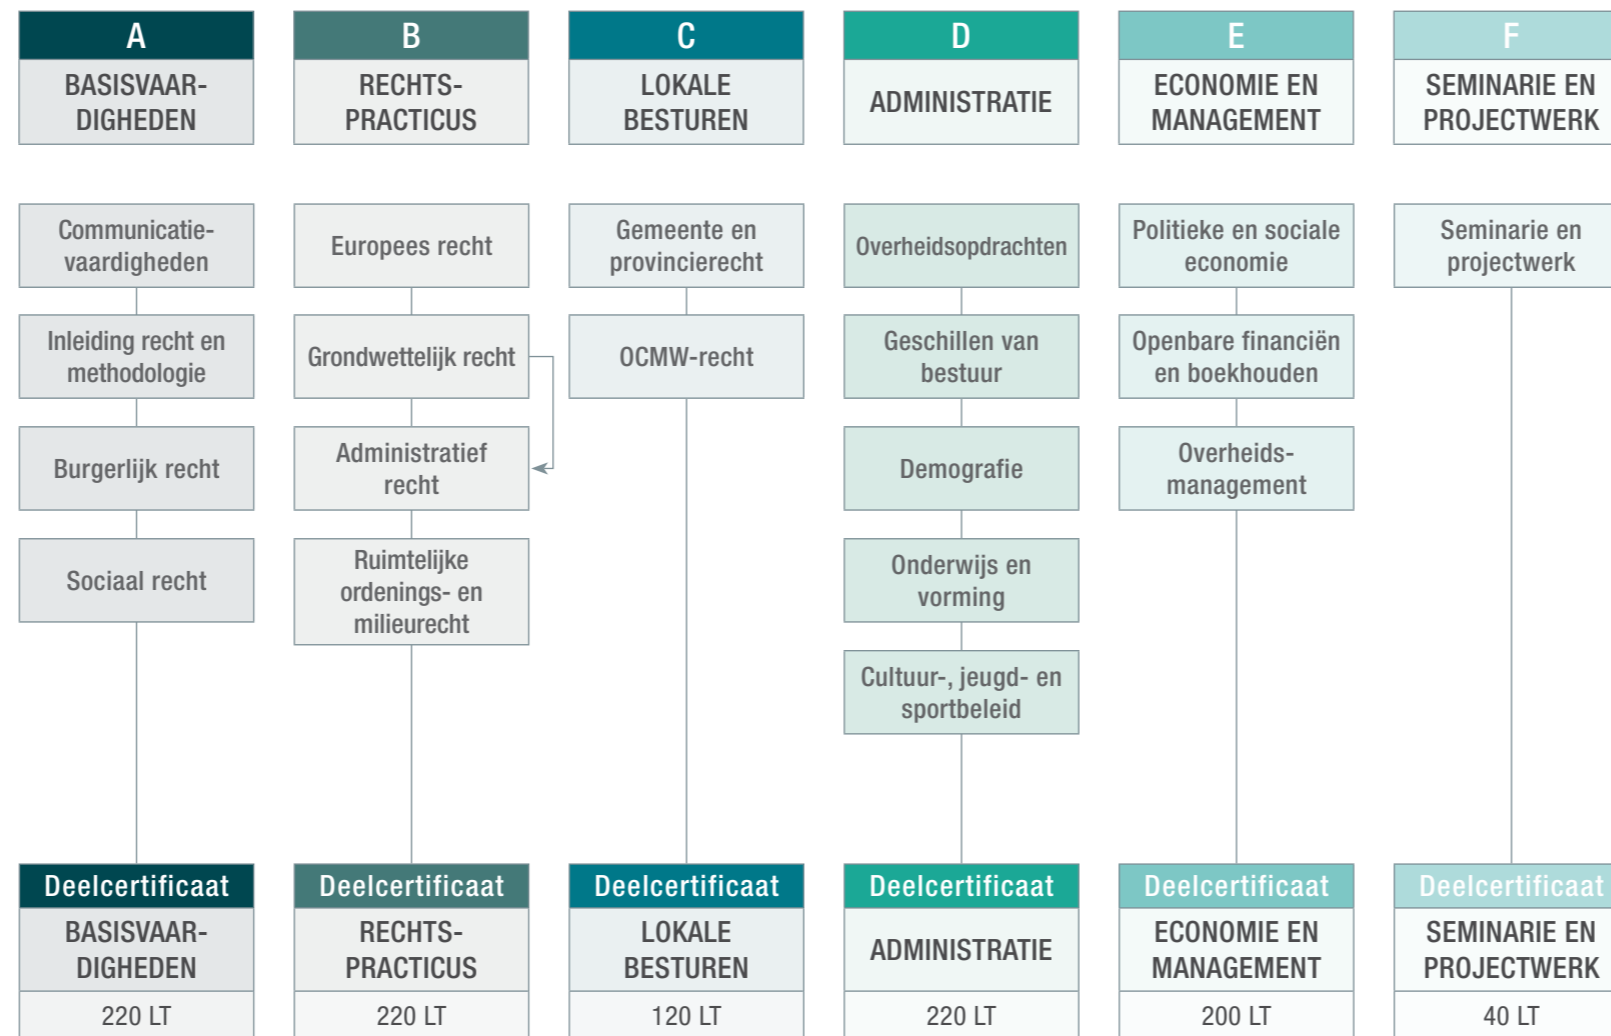 A
BASISVAAR-
DIGHEDEN
Communicatie-
vaardigheden
Inleiding recht en
methodologie
Burgerlijk recht
Sociaal recht
Deelcertificaat
BASISVAAR-
DIGHEDEN
220 LT
B
RECHTS-
PRACTICUS
Europees recht
Grondwettelijk recht
Administratief
recht
Ruimtelijke
ordenings- en
milieurecht
Deelcertificaat
RECHTS-
PRACTICUS
220 LT
C
LOKALE
BESTUREN
Gemeente en
provincierecht
OCMW-recht
Deelcertificaat
LOKALE
BESTUREN
120 LT
D
ADMINISTRATIE
Overheidsopdrachten
Geschillen van
bestuur
Demografie
Onderwijs en
vorming
Cultuur-, jeugd- en
sportbeleid
Deelcertificaat
ADMINISTRATIE
220 LT
E
ECONOMIE EN
MANAGEMENT
Politieke en sociale
economie
Openbare financiën
en boekhouden
Overheids-
management
Deelcertificaat
ECONOMIE EN
MANAGEMENT
200 LT
F
SEMINARIE EN
PROJECTWERK
Seminarie en
projectwerk
Deelcertificaat
SEMINARIE EN
PROJECTWERK
40 LT